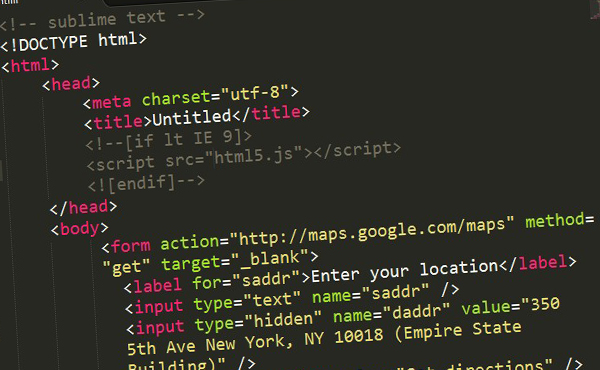 html
<!-- sublime text -->
<!DOCTYPE html>
<html>
<head>
<meta charset="utf-8">
<title>Untitled</title>
<!--[if lt IE 9]>
<script src="html5.js"></script>
<![endif]-->
</head>
<body>
<form action="http://maps.google.com/maps" method=
"get" target="_blank">
<label for="saddr">Enter your location</label>
<input type="text" name="saddr" />
<input type="hidden" name="daddr" value="350
5th Ave New York, NY 10018 (Empire State
Building)" />
directions" />